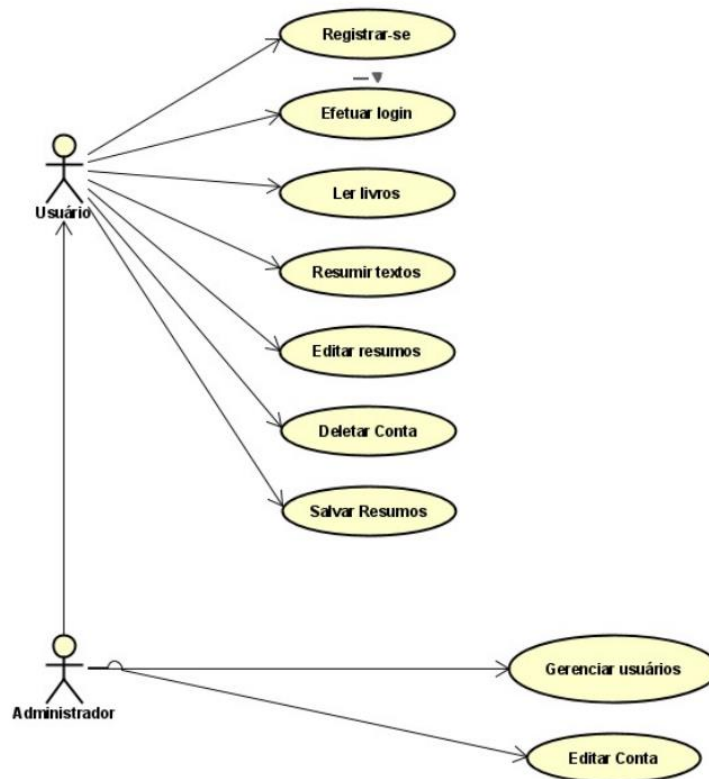 Registrar-se
Efetuar login
Ler livros
Usuário
Resumir textos
Editar resumos
Deletar Conta
Salvar Resumos
Gerenciar usuários
Administrador
Editar Conta